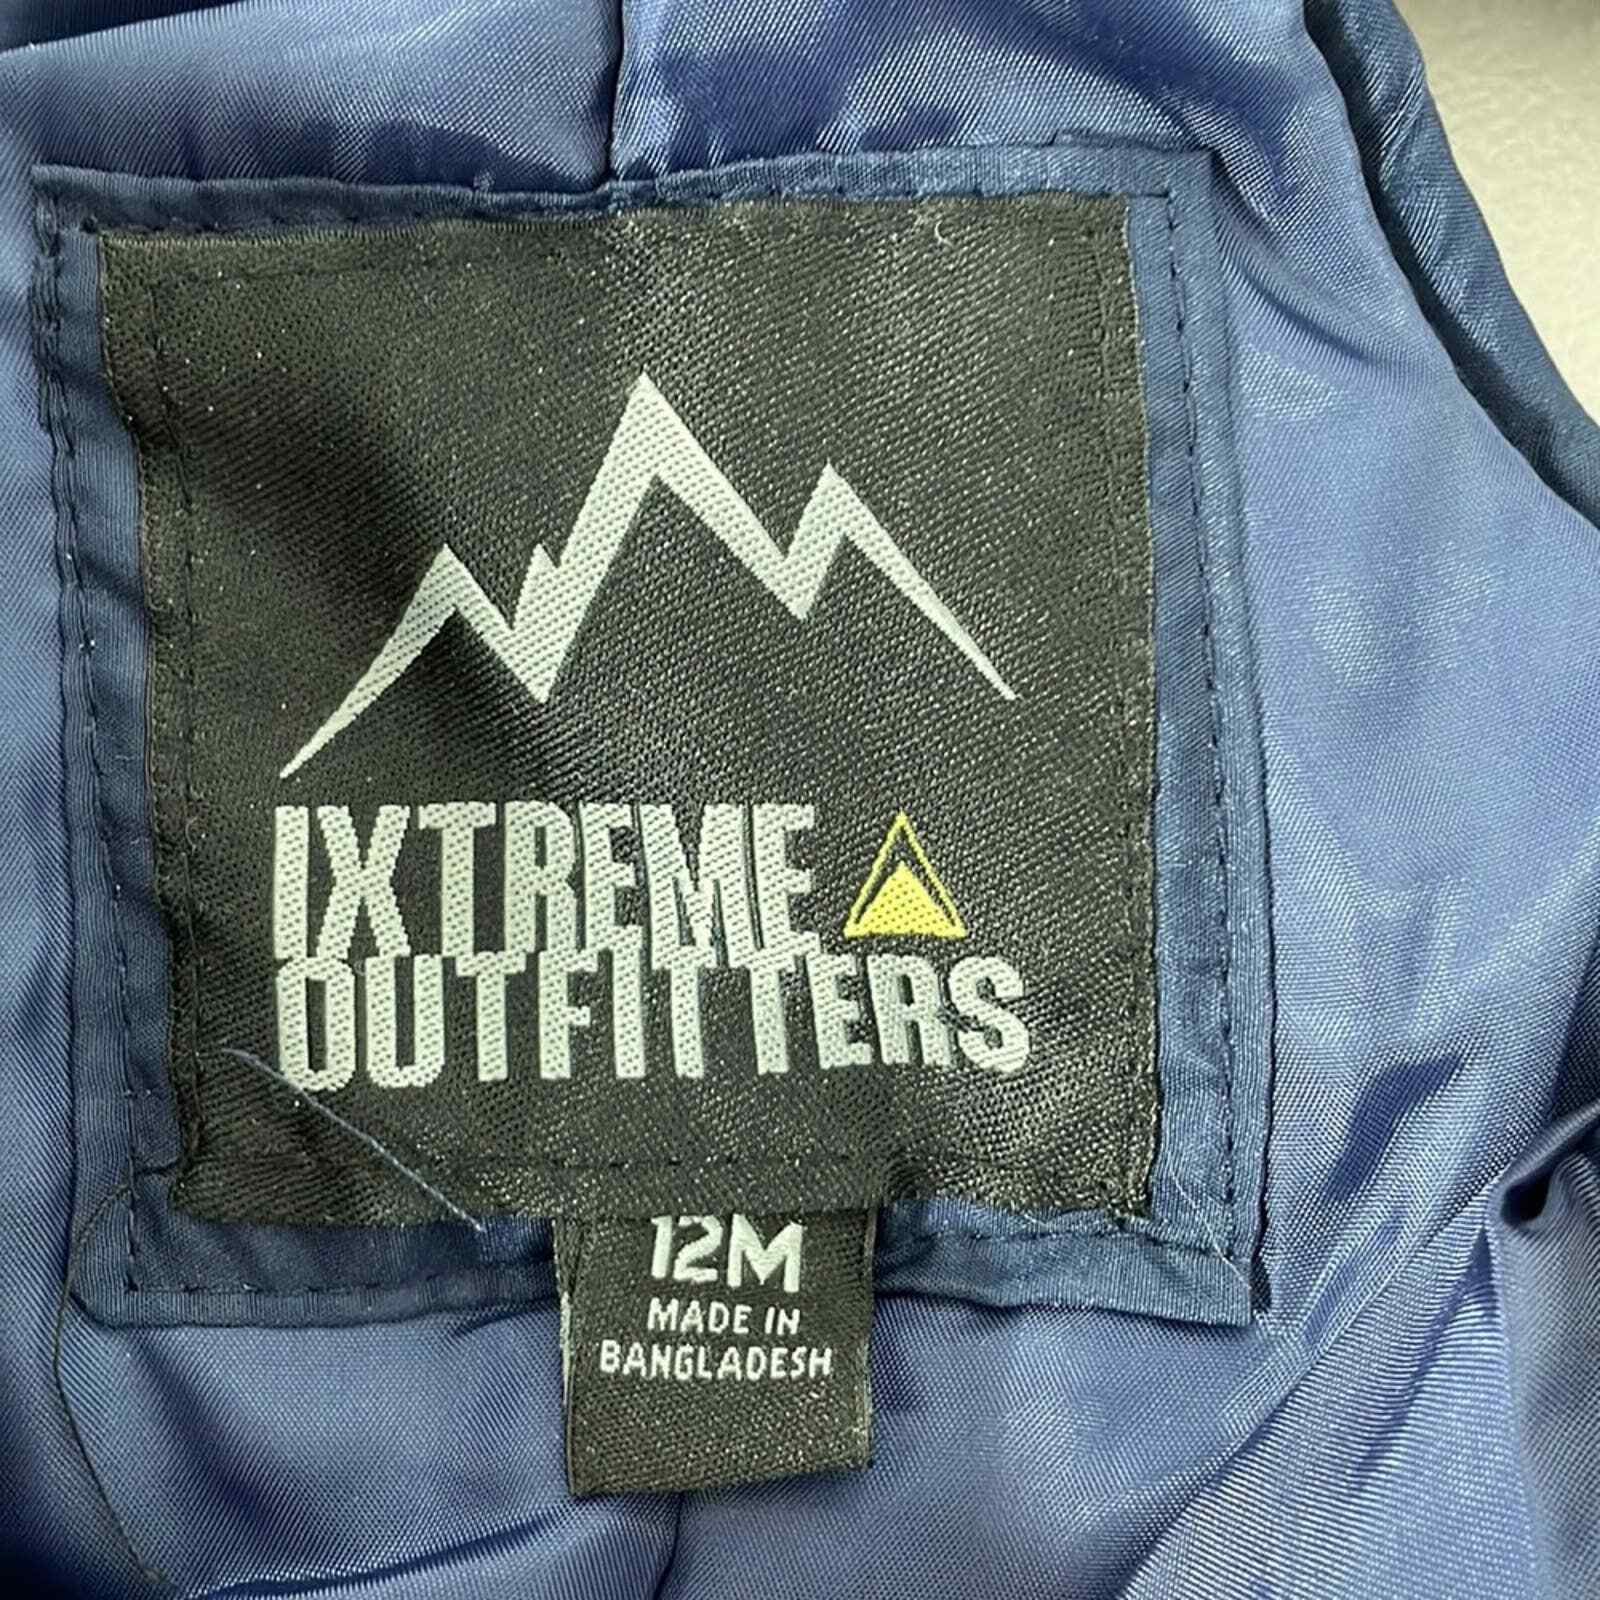 IXTREME
OUTFITTERS
12M
MADE IN
BANGLADESH